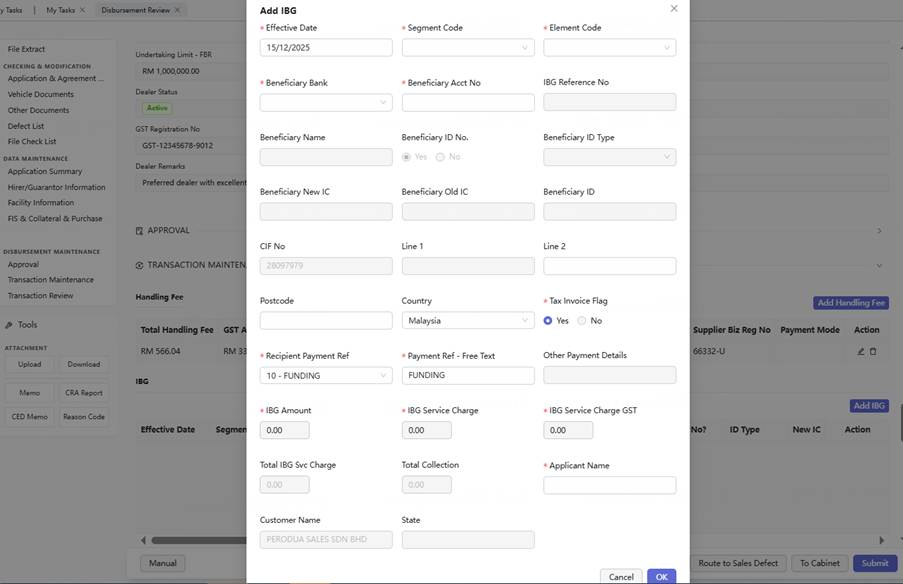 y Tasks | My Tasks × Disbursement Review ×
File Extract
CHECKING & MODIFICATION
Application & Agreement ...
Vehicle Documents
Other Documents
Defect List
File Check List
DATA MAINTENANCE
Application Summary
Hirer/Guarantor Information
Facility Information
FIS & Collateral & Purchase
DISBURSEMENT MAINTENANCE
Approval
Transaction Maintenance
Transaction Review
Tools
ATTACHMENT
Upload Download
Memo CRA Report
CED Memo Reason Code
Undertaking Limit - FBR
RM 1,000,000.00
Dealer Status
Active
GST Registration No
GST-12345678-9012
Dealer Remarks
Preferred dealer with excellent
APPROVAL
TRANSACTION MAINTEN
Handling Fee
Add Handling Fee
Total Handling Fee GST A Supplier Biz Reg No Payment Mode Action
RM 566.04 RM 33 66332-U
IBG
Add IBG
Effective Date Segmen No? ID Type New IC Action
Manual Route to Sales Defect To Cabinet Submit
Add IBG
* Effective Date * Segment Code * Element Code
15/12/2025
* Beneficiary Bank * Beneficiary Acct No IBG Reference No
Beneficiary Name Beneficiary ID No. Beneficiary ID Type
Yes No
Beneficiary New IC Beneficiary Old IC Beneficiary ID
CIF No Line 1 Line 2
28097979
Postcode Country * Tax Invoice Flag
Malaysia Yes No
* Recipient Payment Ref * Payment Ref - Free Text Other Payment Details
10 - FUNDING FUNDING
* IBG Amount * IBG Service Charge * IBG Service Charge GST
0.00 0.00 0.00
Total IBG Svc Charge Total Collection * Applicant Name
0.00 0.00
Customer Name State
PERODUA SALES SDN BHD
Cancel OK